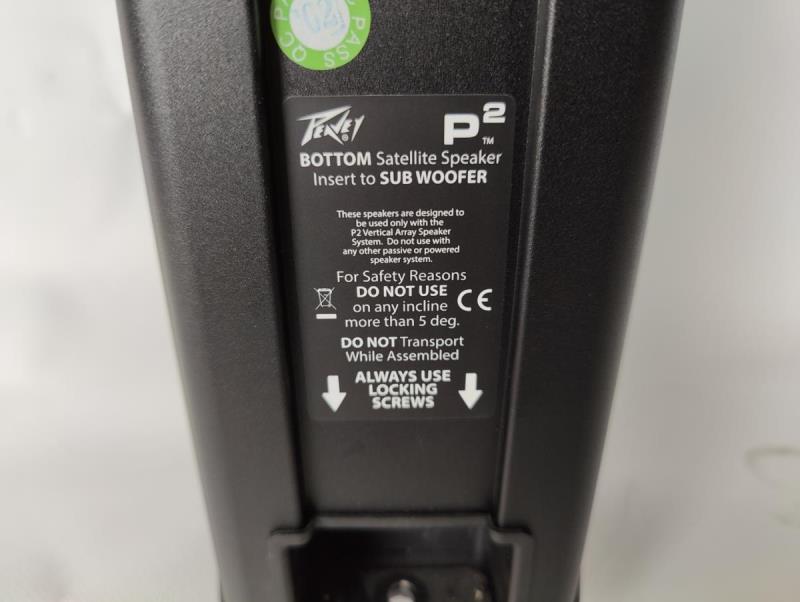 QC PASS
PEAVEY®
P²™
BOTTOM Satellite Speaker
Insert to SUB WOOFER
These speakers are designed to
be used only with the
P2 Vertical Array Speaker
System. Do not use with
any other passive or powered
speaker system.
For Safety Reasons
DO NOT USE
on any incline
more than 5 deg.
CE
DO NOT Transport
While Assembled
ALWAYS USE
LOCKING
SCREWS